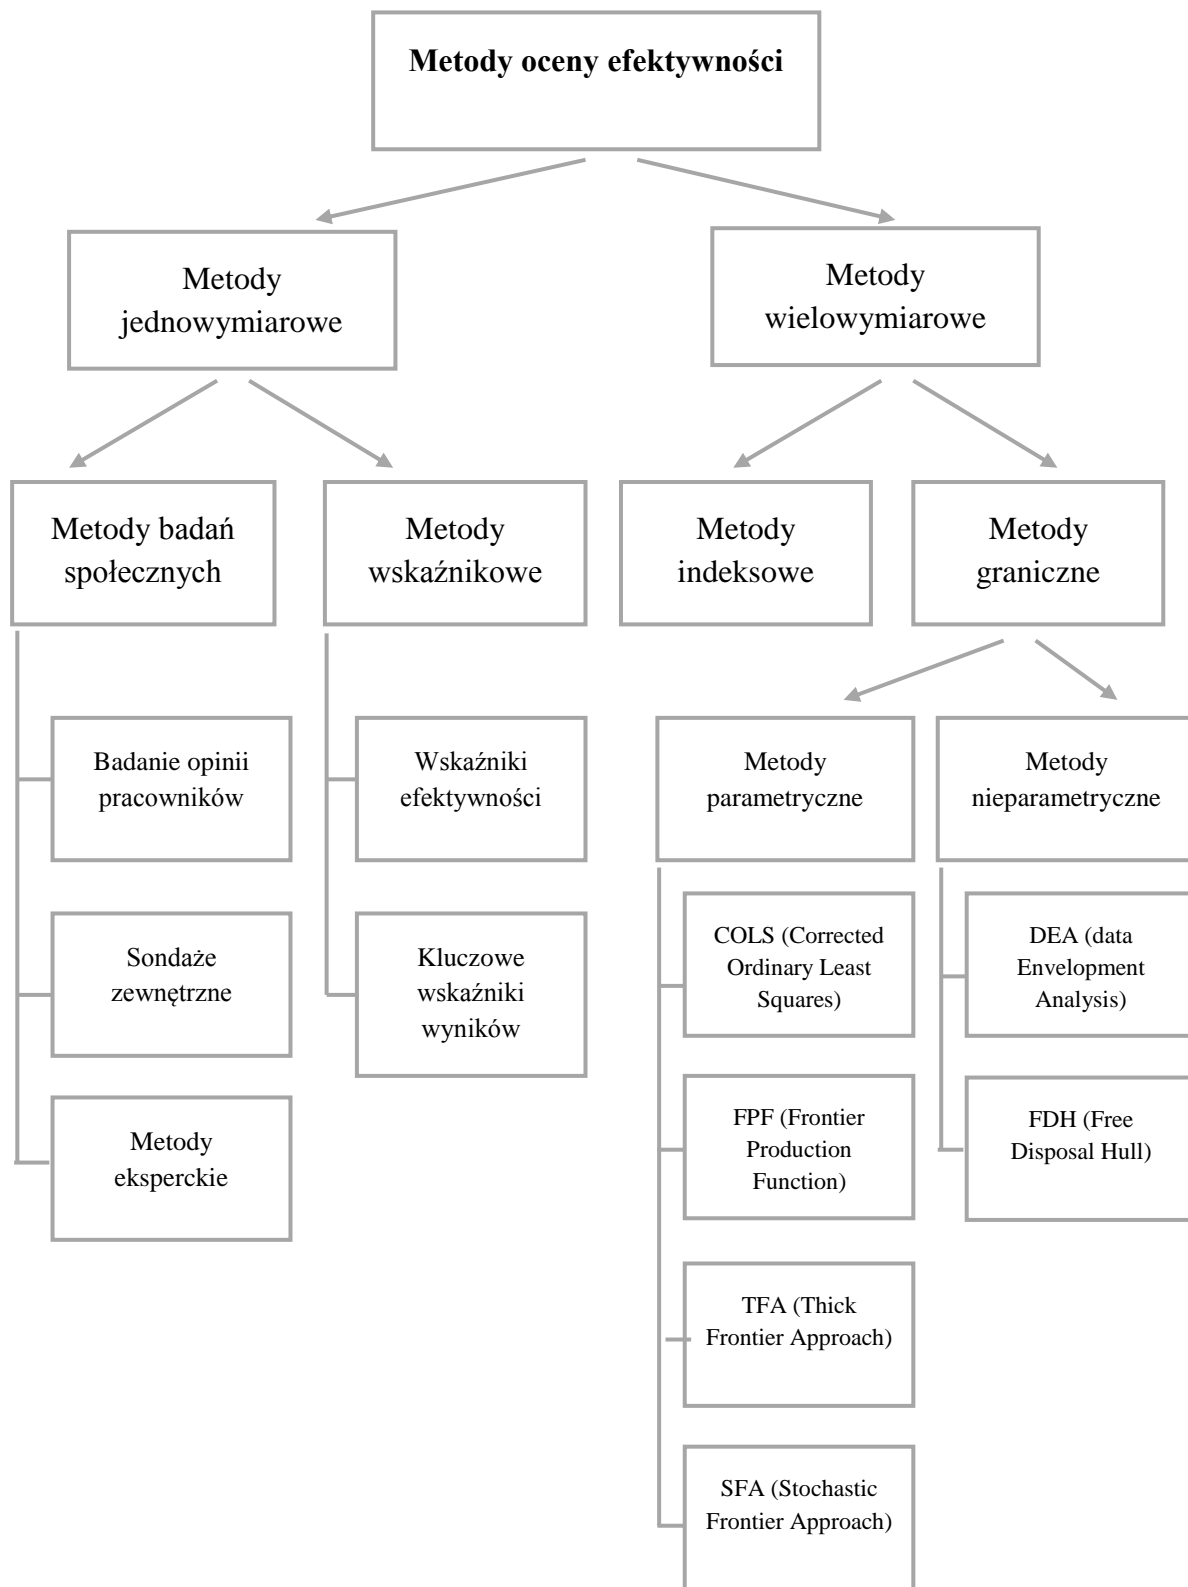 Metody oceny efektywności
Metody
jednowymiarowe
Metody
wielowymiarowe
Metody badań
społecznych
Metody
wskaźnikowe
Metody
indeksowe
Metody
graniczne
Badanie opinii
pracowników
Wskaźniki
efektywności
Metody
parametryczne
Metody
nieparametryczne
Sondaże
zewnętrzne
Kluczowe
wskaźniki
wyników
COLS (Corrected
Ordinary Least
Squares)
DEA (data
Envelopment
Analysis)
Metody
eksperckie
FPF (Frontier
Production
Function)
FDH (Free
Disposal Hull)
TFA (Thick
Frontier Approach)
SFA (Stochastic
Frontier Approach)